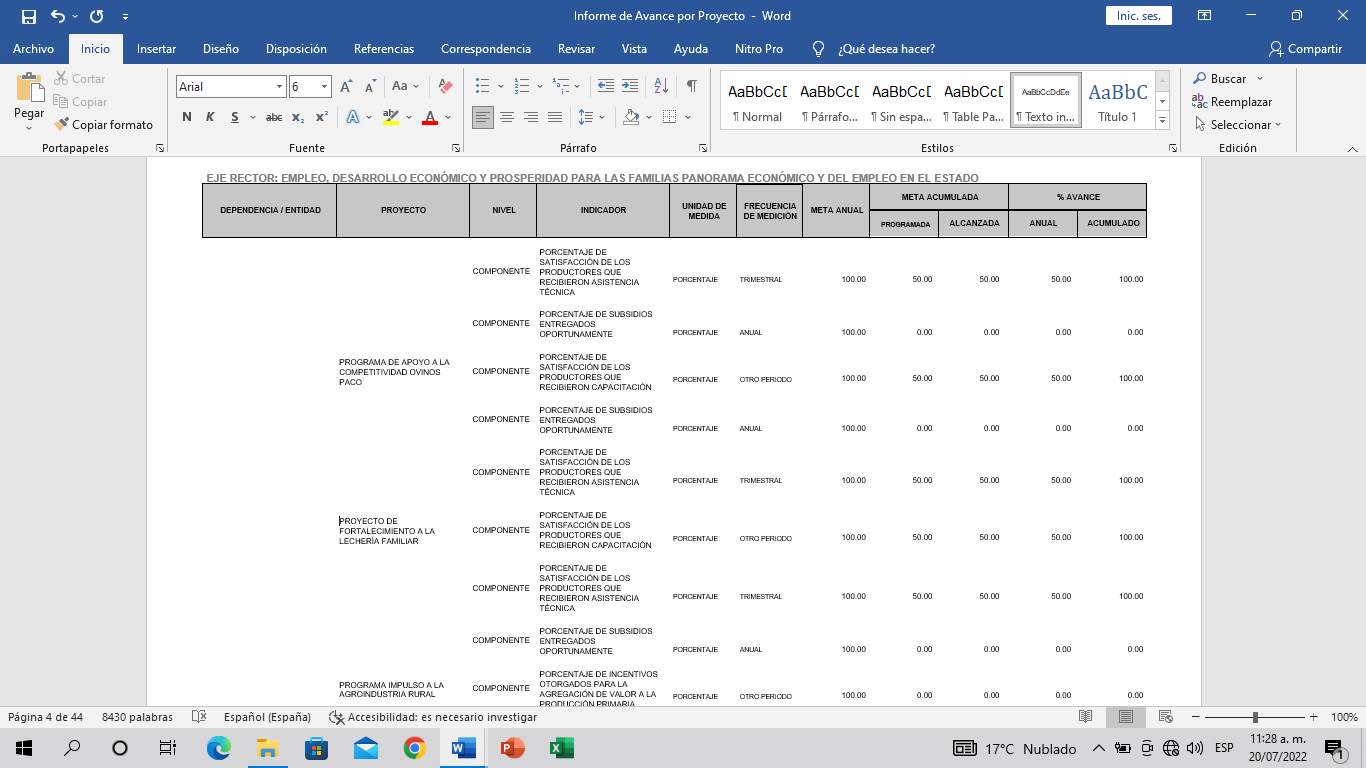 Informe de Avance por Proyecto - Word
Inic. ses.
Archivo Inicio Insertar Diseño Disposición Referencias Correspondencia Revisar Vista Ayuda Nitro Pro ¿Qué desea hacer? Compartir
Pegar
Cortar
Copiar
Copiar formato
Portapapeles
Arial 6
Aa
N K S abc x₂ x² A ab A
Fuente
Párrafo
AaBbCcD AaBbCcD AaBbCcD AaBbCcD AaBbCcDdEe AaBbC
¶ Normal ¶ Párrafo... ¶ Sin espa... ¶ Table Pa... ¶ Texto in... Título 1
Estilos
Buscar
Reemplazar
Seleccionar
Edición
EJE RECTOR: EMPLEO, DESARROLLO ECONÓMICO Y PROSPERIDAD PARA LAS FAMILIAS PANORAMA ECONÓMICO Y DEL EMPLEO EN EL ESTADO
DEPENDENCIA / ENTIDAD
PROYECTO
NIVEL
INDICADOR
UNIDAD DE
MEDIDA
FRECUENCIA
DE MEDICIÓN
META ANUAL
META ACUMULADA
PROGRAMADA ALCANZADA
% AVANCE
ANUAL ACUMULADO
COMPONENTE
PORCENTAJE DE
SATISFACCIÓN DE LOS
PRODUCTORES QUE
RECIBIERON ASISTENCIA
TÉCNICA
PORCENTAJE TRIMESTRAL 100.00 50.00 50.00 50.00 100.00
COMPONENTE
PORCENTAJE DE SUBSIDIOS
ENTREGADOS
OPORTUNAMENTE
PORCENTAJE ANUAL 100.00 0.00 0.00 0.00 0.00
PROGRAMA DE APOYO A LA
COMPETITIVIDAD OVINOS
PACO
COMPONENTE
PORCENTAJE DE
SATISFACCIÓN DE LOS
PRODUCTORES QUE
RECIBIERON CAPACITACIÓN
PORCENTAJE OTRO PERIODO 100.00 50.00 50.00 50.00 100.00
COMPONENTE
PORCENTAJE DE SUBSIDIOS
ENTREGADOS
OPORTUNAMENTE
PORCENTAJE ANUAL 100.00 0.00 0.00 0.00 0.00
COMPONENTE
PORCENTAJE DE
SATISFACCIÓN DE LOS
PRODUCTORES QUE
RECIBIERON ASISTENCIA
TÉCNICA
PORCENTAJE TRIMESTRAL 100.00 50.00 50.00 50.00 100.00
PROYECTO DE
FORTALECIMIENTO A LA
LECHERÍA FAMILIAR
COMPONENTE
PORCENTAJE DE
SATISFACCIÓN DE LOS
PRODUCTORES QUE
RECIBIERON CAPACITACIÓN
PORCENTAJE OTRO PERIODO 100.00 50.00 50.00 50.00 100.00
COMPONENTE
PORCENTAJE DE
SATISFACCIÓN DE LOS
PRODUCTORES QUE
RECIBIERON ASISTENCIA
TÉCNICA
PORCENTAJE TRIMESTRAL 100.00 50.00 50.00 50.00 100.00
COMPONENTE
PORCENTAJE DE SUBSIDIOS
ENTREGADOS
OPORTUNAMENTE
PORCENTAJE ANUAL 100.00 0.00 0.00 0.00 0.00
PROGRAMA IMPULSO A LA
AGROINDUSTRIA RURAL
COMPONENTE
PORCENTAJE DE INCENTIVOS
OTORGADOS PARA LA
AGREGACIÓN DE VALOR A LA
PRODUCCIÓN PRIMARIA
PORCENTAJE OTRO PERIODO 100.00 0.00 0.00 0.00 0.00
Página 4 de 44 8430 palabras Español (España) Accesibilidad: es necesario investigar 100%
17°C Nublado ESP 11:28 a. m.
20/07/2022
1